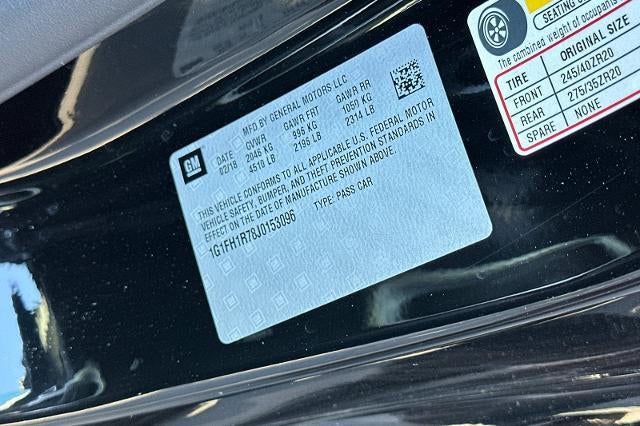 MFD BY GENERAL MOTORS LLC
GM
DATE GVWR GAWR FRT GAWR RR
02/18 2046 KG 996 KG 1050 KG
4510 LB 2196 LB 2314 LB
THIS VEHICLE CONFORMS TO ALL APPLICABLE U.S. FEDERAL MOTOR
VEHICLE SAFETY, BUMPER, AND THEFT PREVENTION STANDARDS IN
EFFECT ON THE DATE OF MANUFACTURE SHOWN ABOVE.
1G1FH1R78J0153096 TYPE: PASS CAR
SEATING
The combined weight of occupants
TIRE ORIGINAL SIZE
FRONT 245/40ZR20
REAR 275/35ZR20
SPARE NONE